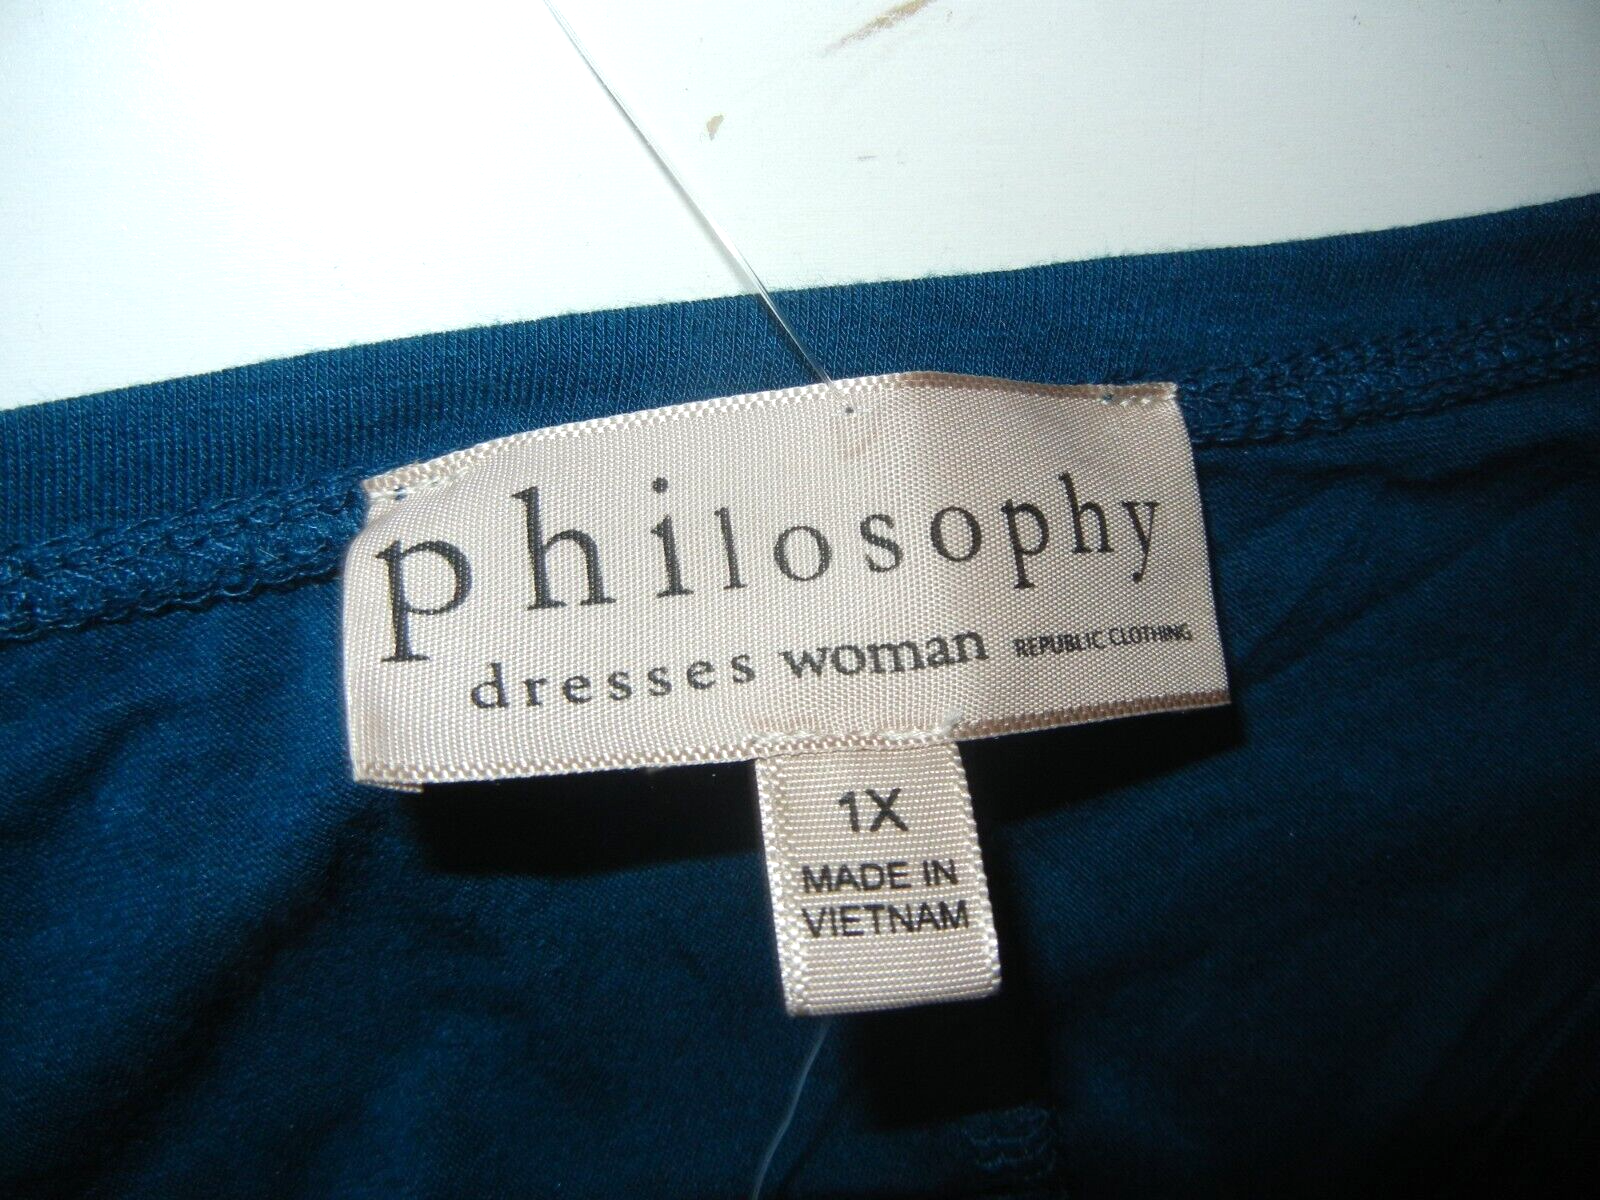 philosophy
dresses woman REPUBLIC CLOTHING
1X
MADE IN
VIETNAM